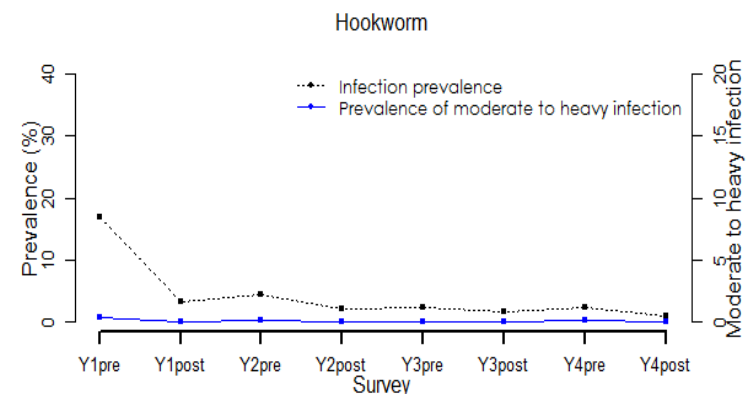 Hookworm
Infection prevalence
Prevalence of moderate to heavy infection
Prevalence (%)
40
30
20
10
0
20
15
10
5
0
Moderate to heavy infection
Y1pre Y1post Y2pre Y2post Y3pre Y3post Y4pre Y4post
Survey